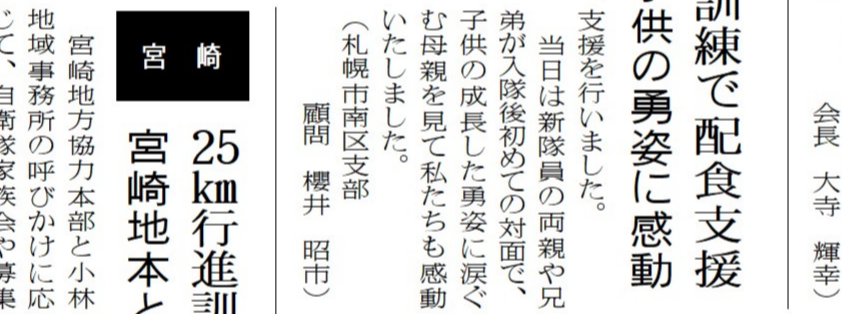 会長　大寺　輝幸）
訓練で配食支援
子供の勇姿に感動
支援を行いました。
　当日は新隊員の両親や兄
弟が入隊後初めての対面で、
子供の成長した勇姿に涙ぐ
む母親を見て私たちも感動
いたしました。
（札幌市南区支部
顧問　櫻井　昭市）
宮崎
25km行進訓
宮崎地本と
　宮崎地方協力本部と小林
地域事務所の呼びかけに応
じて、自衛隊家族会や募集